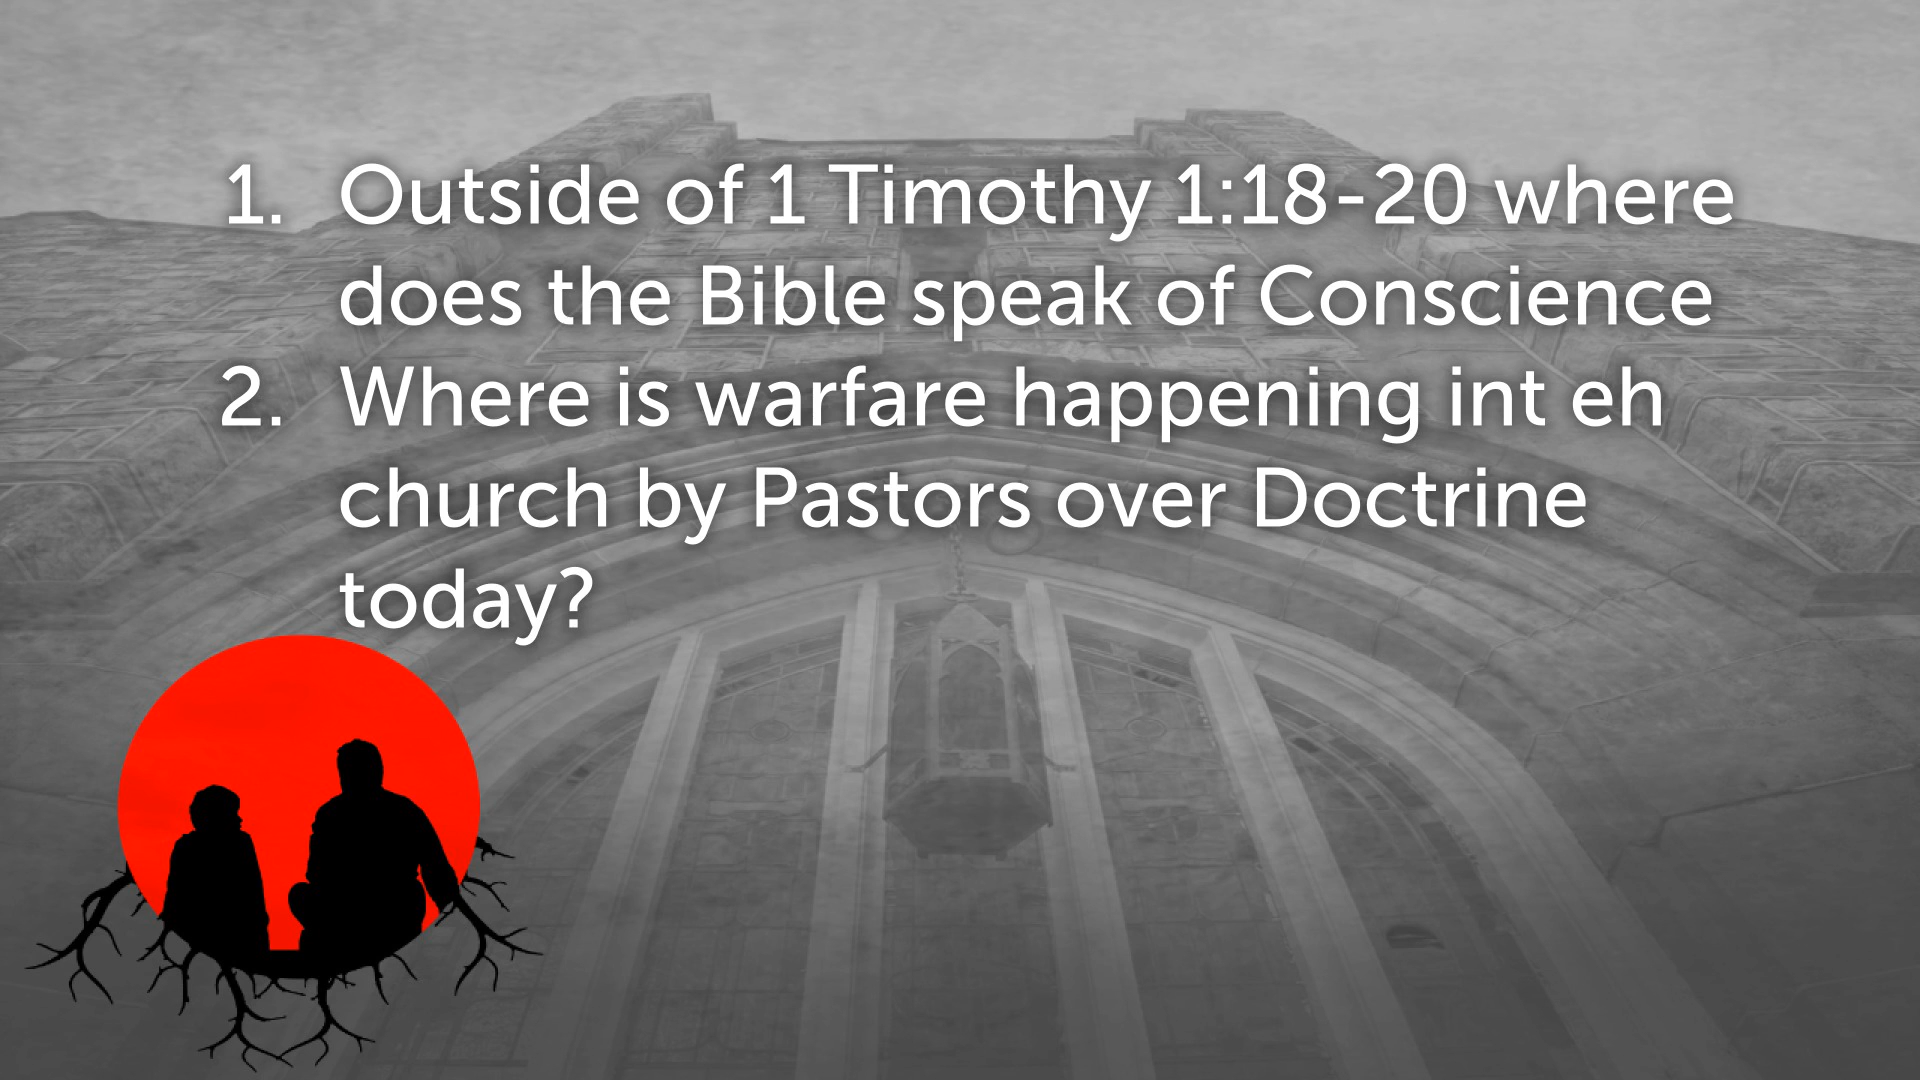 1. Outside of 1 Timothy 1:18-20 where
does the Bible speak of Conscience
2. Where is warfare happening int eh
church by Pastors over Doctrine
today?